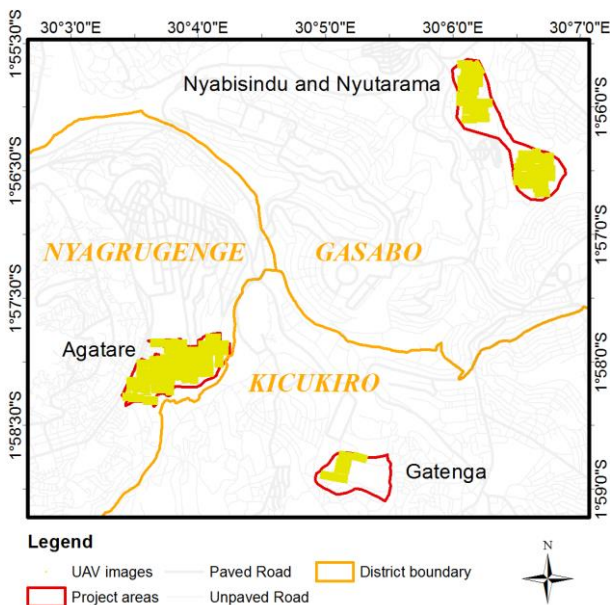 30°3'30"E 30°4'0"E 30°5'0"E 30°6'0"E 30°7'0"E
1°55'30"S
Nyabisindu and Nyutarama
1°56'0"S
1°56'30"S
1°57'0"S
NYAGRUGENGE GASABO
1°57'30"S
Agatare
1°58'0"S
KICUKIRO
1°58'30"S
Gatenga
1°59'0"S
Legend
N
UAV images Paved Road District boundary
Project areas Unpaved Road